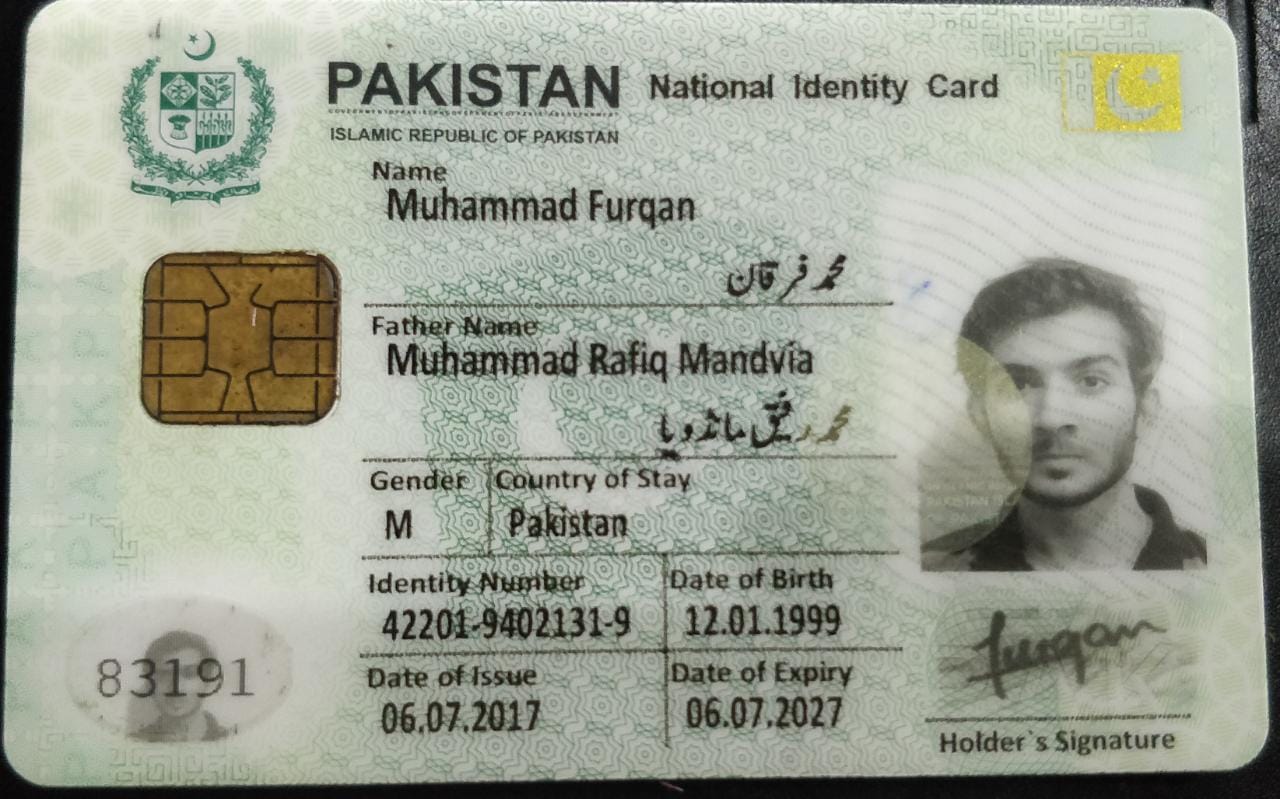 PAKISTAN National Identity Card
ISLAMIC REPUBLIC OF PAKISTAN
Name
Muhammad Furqan
محمد فرقان
Father Name
Muhammad Rafiq Mandvia
محمد رفیق مانڈویا
Gender Country of Stay
M Pakistan
Identity Number Date of Birth
42201-9402131-9 12.01.1999
Date of Issue Date of Expiry
06.07.2017 06.07.2027
83191
furqan
Holder`s Signature